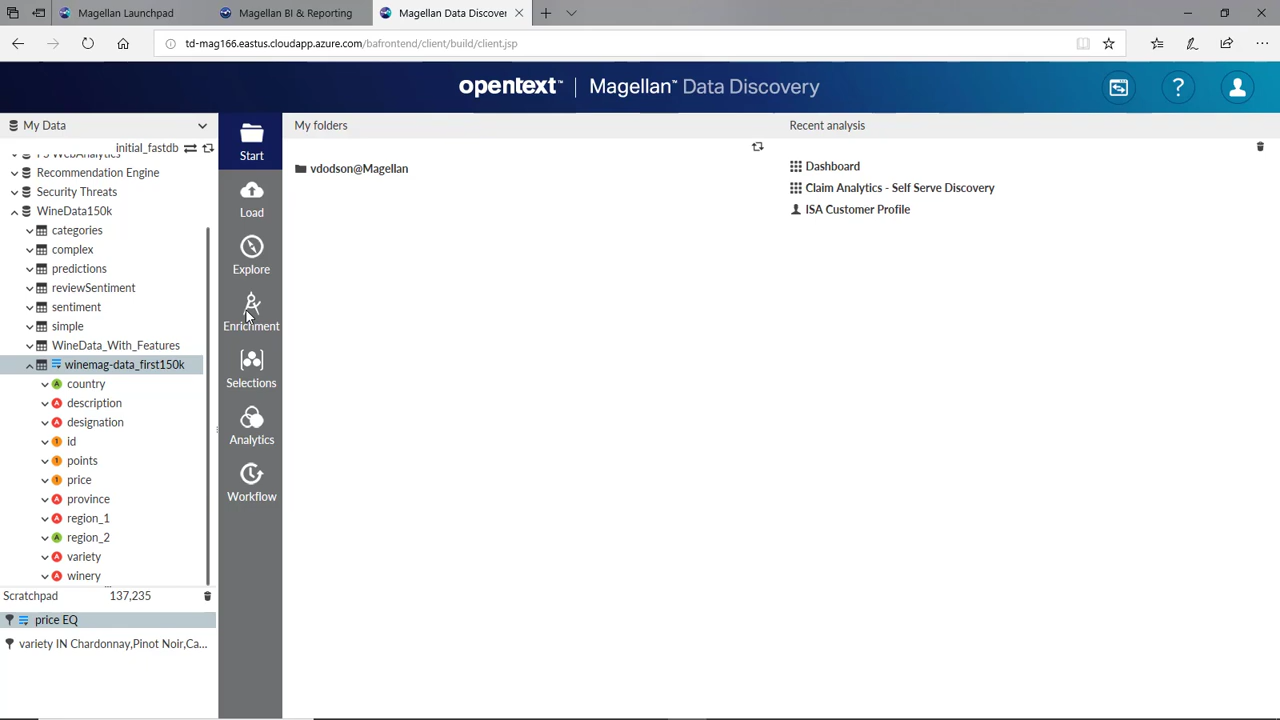 Magellan Launchpad
Magellan BI & Reporting
Magellan Data Discover
td-mag166.eastus.cloudapp.azure.com/bafrontend/client/build/client.jsp
opentext™ | Magellan™ Data Discovery
My Data
initial_fastdb
FS WebAnalytics
Recommendation Engine
Security Threats
WineData150k
categories
complex
predictions
reviewSentiment
sentiment
simple
WineData_With_Features
winemag-data_first150k
country
description
designation
id
points
price
province
region_1
region_2
variety
winery
Scratchpad 137,235
price EQ
variety IN Chardonnay,Pinot Noir,Ca...
Start
Load
Explore
Enrichment
Selections
Analytics
Workflow
My folders
vdodson@Magellan
Recent analysis
Dashboard
Claim Analytics - Self Serve Discovery
ISA Customer Profile